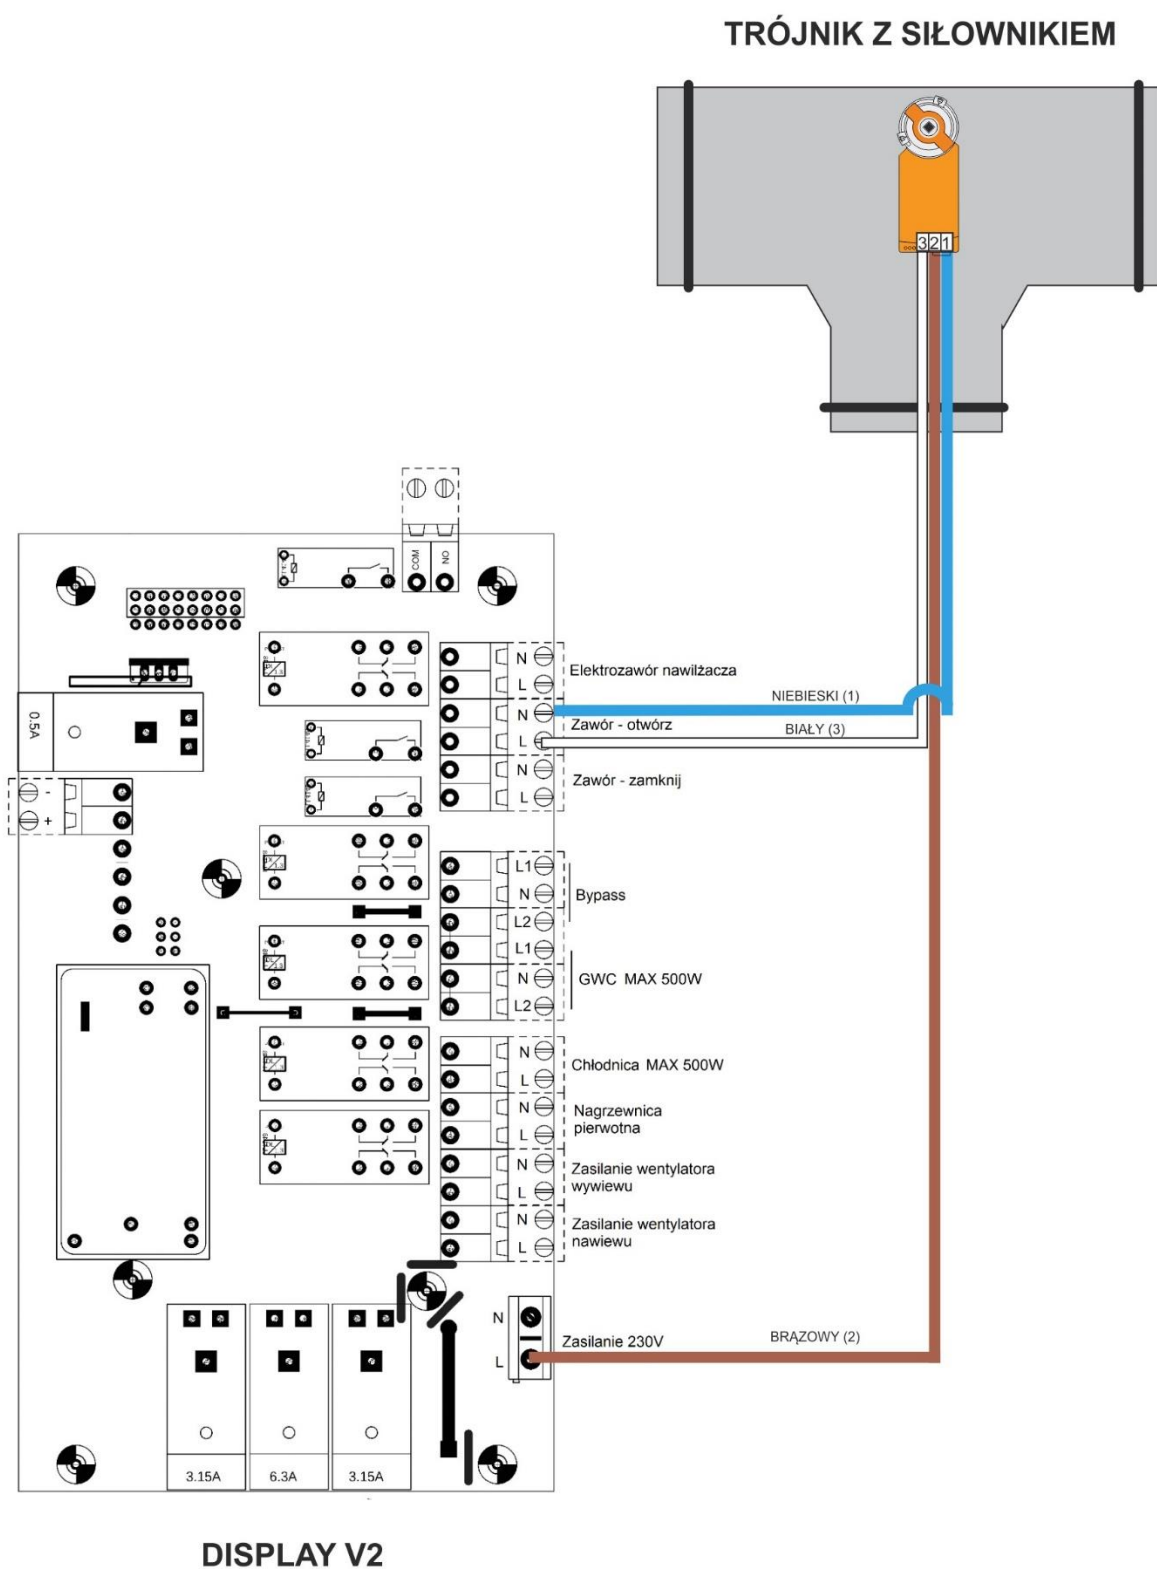 TRÓJNIK Z SIŁOWNIKIEM
3 2 1
COM
NO
N
Elektrozawór nawilżacza
L
NIEBIESKI (1)
N
Zawór - otwórz
BIAŁY (3)
L
N
Zawór - zamknij
L
0.5A
-
+
L1
N
Bypass
L2
L1
N
GWC MAX 500W
L2
N
Chłodnica MAX 500W
L
N
Nagrzewnica
pierwotna
L
N
Zasilanie wentylatora
wywiewu
L
N
Zasilanie wentylatora
nawiewu
L
N
Zasilanie 230V
BRĄZOWY (2)
L
3.15A
6.3A
3.15A
DISPLAY V2